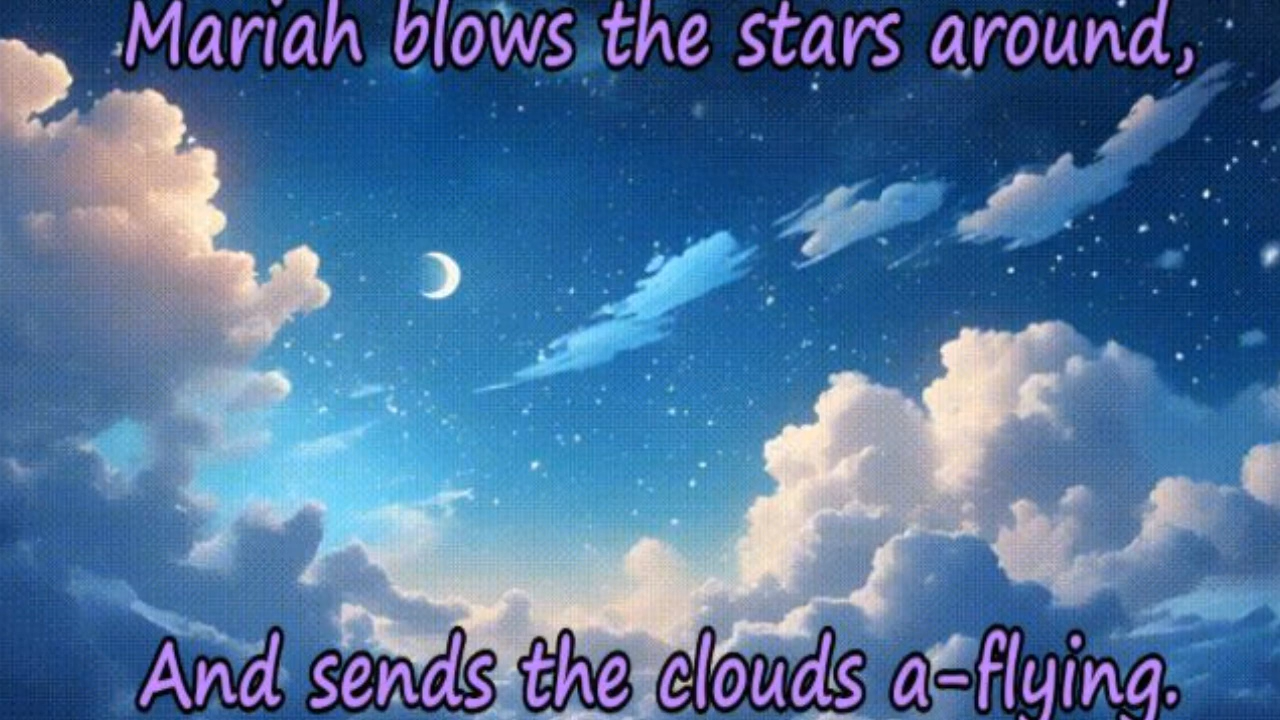 Mariah blows the stars around,
And sends the clouds a-flying.